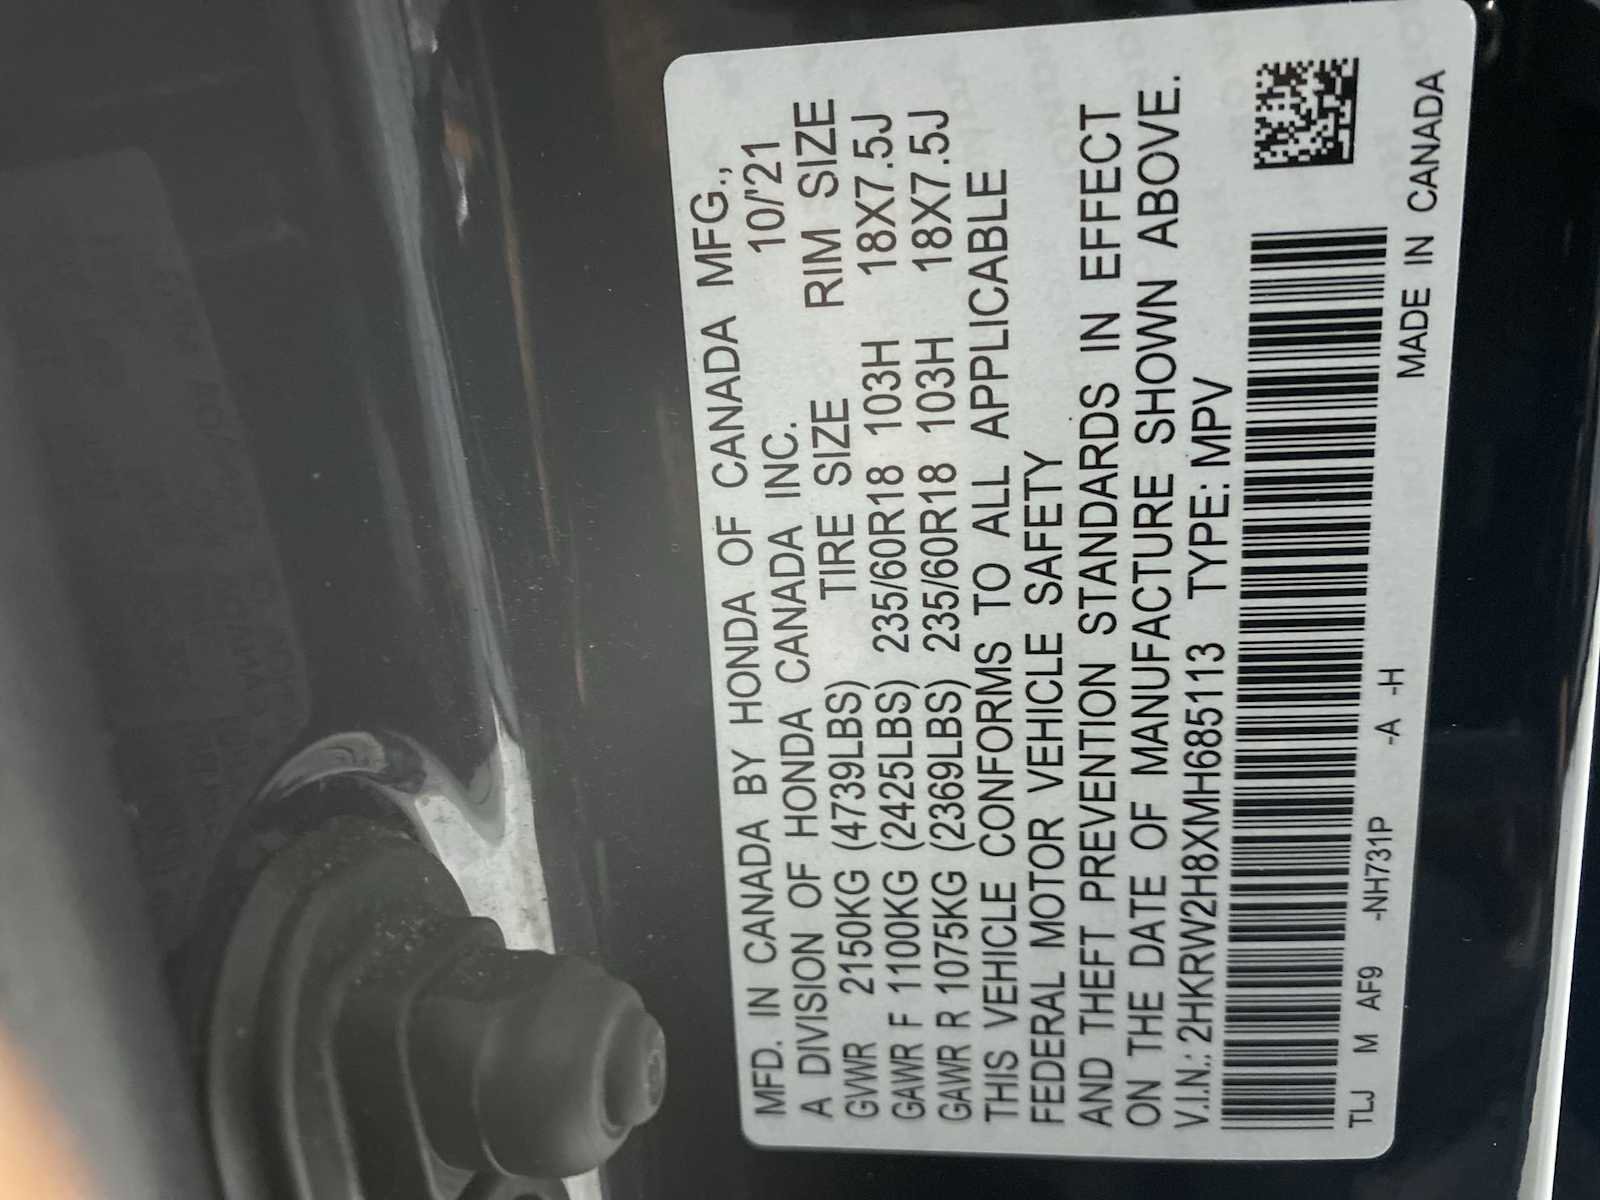 MFD. IN CANADA BY HONDA OF CANADA MFG.,
A DIVISION OF HONDA CANADA INC. 10/'21
TIRE SIZE RIM SIZE
GVWR 2150KG (4739LBS)
GAWR F 1100KG (2425LBS) 235/60R18 103H 18X7.5J
GAWR R 1075KG (2369LBS) 235/60R18 103H 18X7.5J
THIS VEHICLE CONFORMS TO ALL APPLICABLE
FEDERAL MOTOR VEHICLE SAFETY
AND THEFT PREVENTION STANDARDS IN EFFECT
ON THE DATE OF MANUFACTURE SHOWN ABOVE.
V.I.N.: 2HKRW2H8XMH685113 TYPE: MPV
TLJ M AF9 -NH731P -A -H MADE IN CANADA